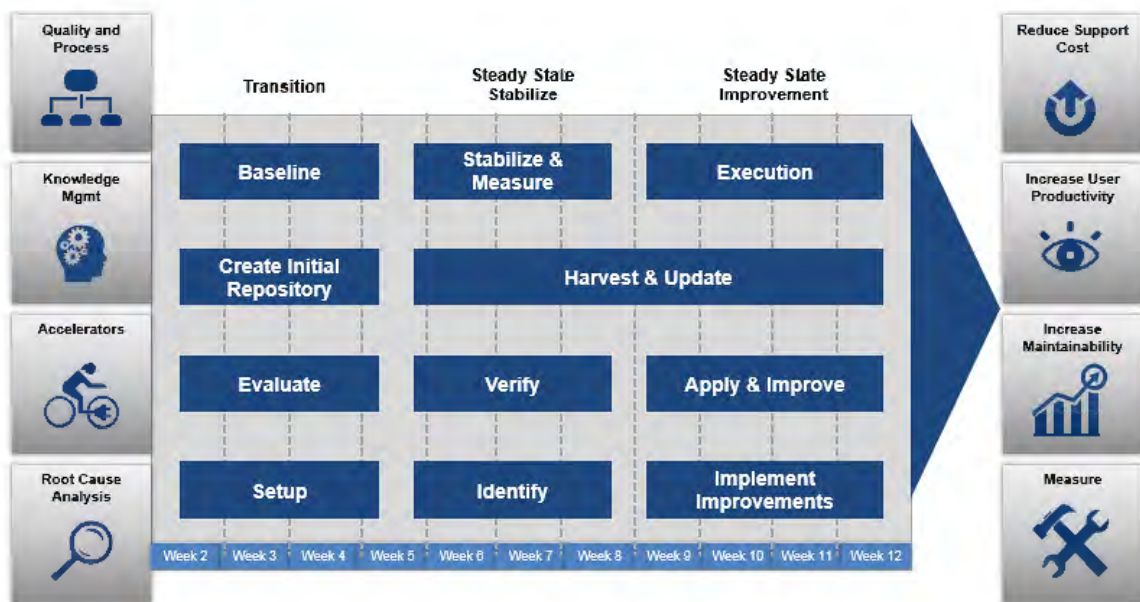 Quality and
Process
Knowledge
Mgmt
Accelerators
Root Cause
Analysis
Transition
Steady State
Stabilize
Steady State
Improvement
Baseline
Stabilize &
Measure
Execution
Create Initial
Repository
Harvest & Update
Evaluate
Verify
Apply & Improve
Setup
Identify
Implement
Improvements
Week 2
Week 3
Week 4
Week 5
Week 6
Week 7
Week 8
Week 9
Week 10
Week 11
Week 12
Reduce Support
Cost
Increase User
Productivity
Increase
Maintainability
Measure